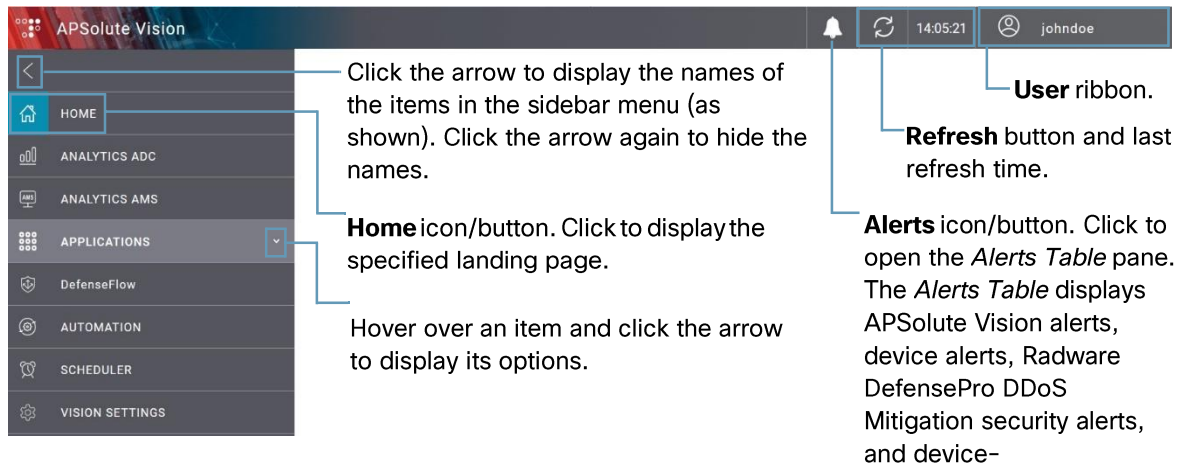 APSolute Vision
14:05:21
johndoe
HOME
ANALYTICS ADC
AMS
ANALYTICS AMS
APPLICATIONS
DefenseFlow
AUTOMATION
SCHEDULER
VISION SETTINGS
Click the arrow to display the names of
the items in the sidebar menu (as
shown). Click the arrow again to hide the
names.
Home icon/button. Click to display the
specified landing page.
Hover over an item and click the arrow
to display its options.
User ribbon.
Refresh button and last
refresh time.
Alerts icon/button. Click to
open the Alerts Table pane.
The Alerts Table displays
APSolute Vision alerts,
device alerts, Radware
DefensePro DDoS
Mitigation security alerts,
and device-